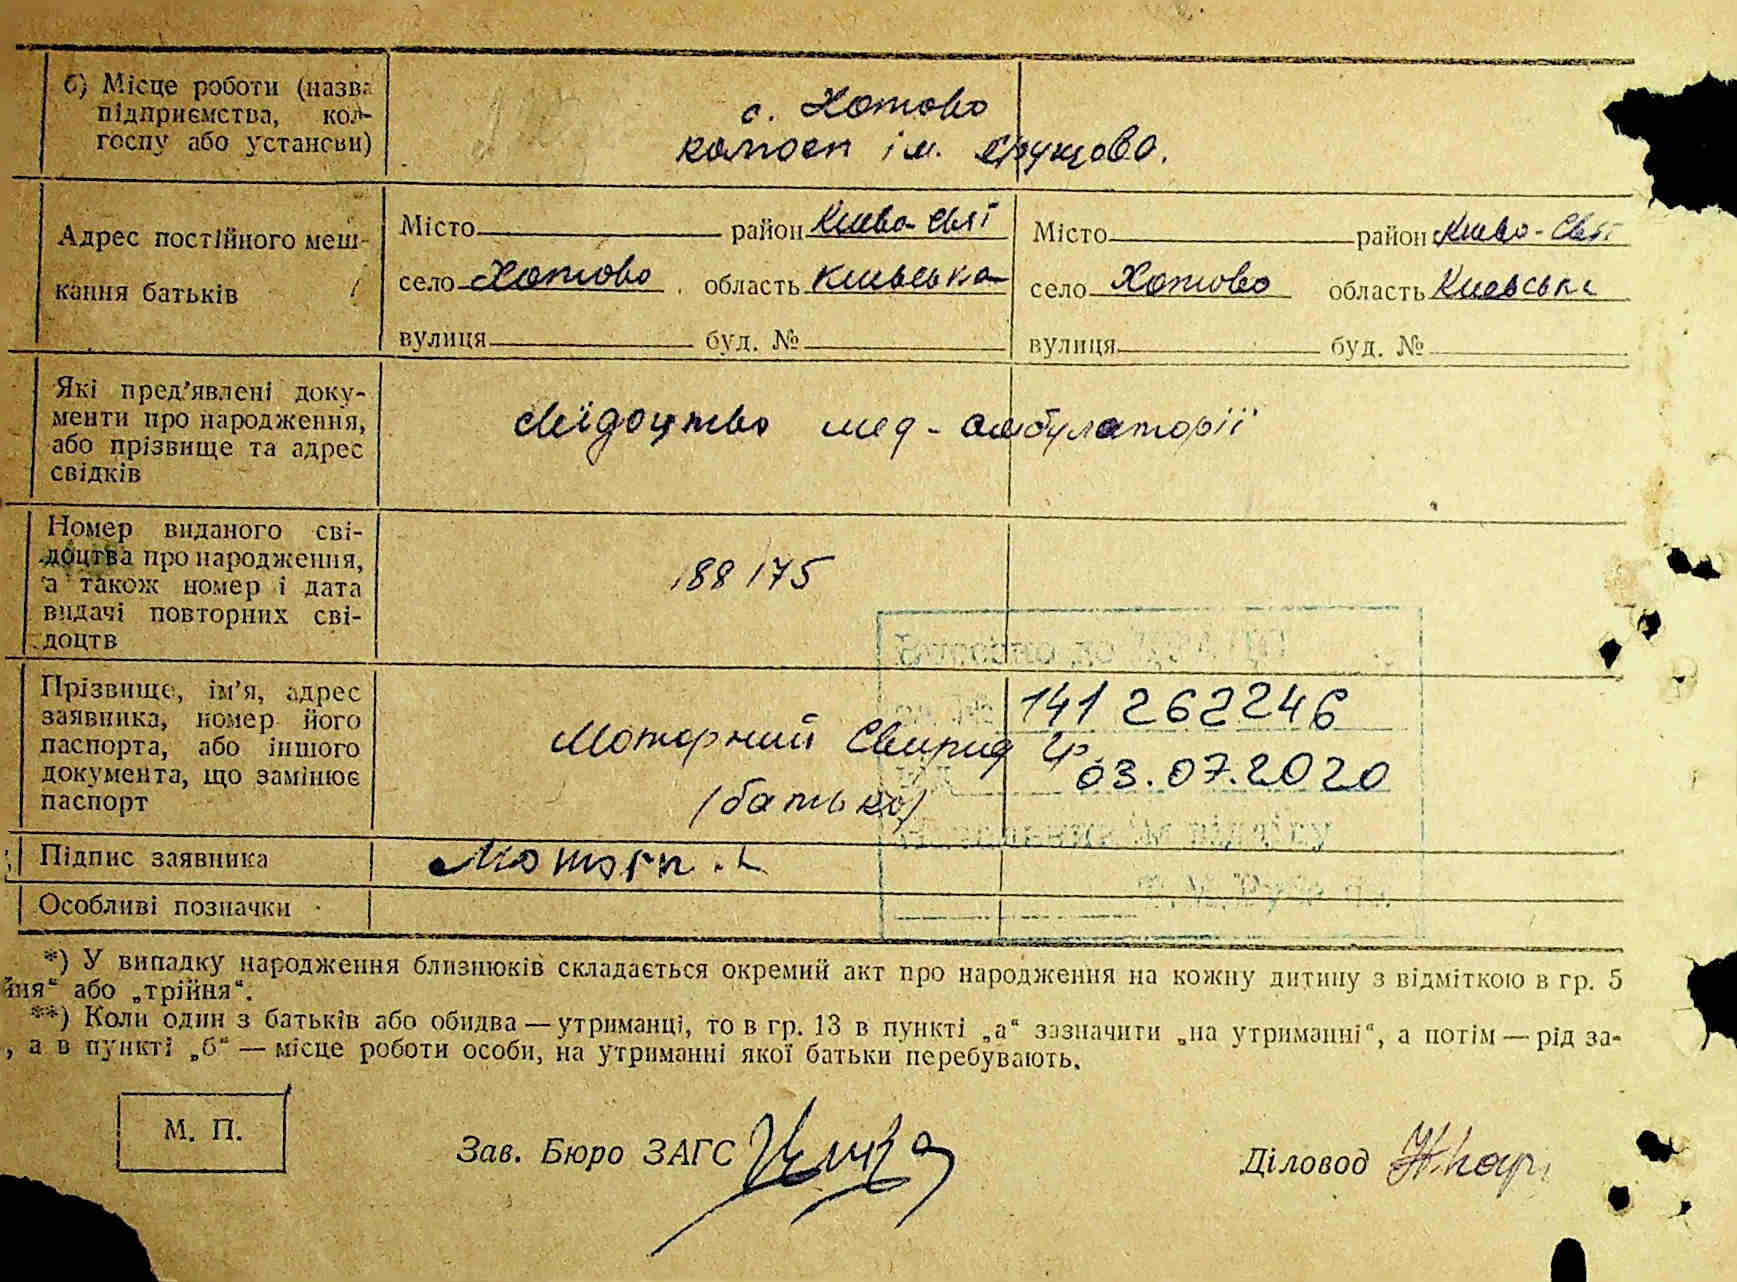 б) Місце роботи (назва
підприємства, кол-
госпу або установи)
с. Хотово
колгосп ім. Хрущова.
Адрес постійного меш-
кання батьків
Місто район Києво-Свят
село Хотово область Київська
вулиця буд. №
Місто район Києво-Свят
село Хотово область Київська
вулиця буд. №
Які пред'явлені доку-
менти про народження,
або прізвище та адрес
свідків
свідоцтво мед-амбулаторії
Номер виданого сві-
доцтва про народження,
а також номер і дата
видачі повторних сві-
доцтв
188175
Прізвище, ім'я, адрес
заявника, номер його
паспорта, або іншого
документа, що замінює
паспорт
Моторний Свирид
(батько)
141262246
03.07.2020
Підпис заявника
Особливі позначки
*) У випадку народження близнюків складається окремий акт про народження на кожну дитину з відміткою в гр. 5
йня“ або „трійня“.
**) Коли один з батьків або обидва — утриманці, то в гр. 13 в пункті „а“ зазначити „на утриманні“, а потім — рід за-
, а в пункті „б“ — місце роботи особи, на утриманні якої батьки перебувають.
М. П.
Зав. Бюро ЗАГС
Діловод